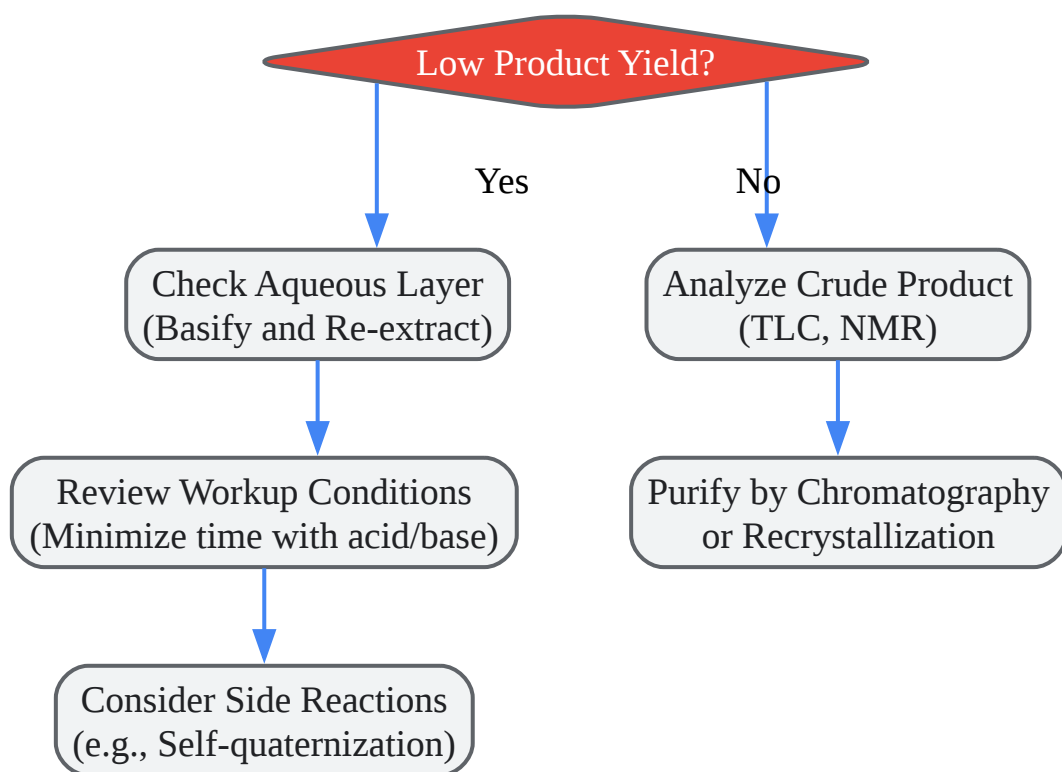 Low Product Yield?
Yes
No
Check Aqueous Layer
(Basify and Re-extract)
Analyze Crude Product
(TLC, NMR)
Review Workup Conditions
(Minimize time with acid/base)
Purify by Chromatography
or Recrystallization
Consider Side Reactions
(e.g., Self-quaternization)